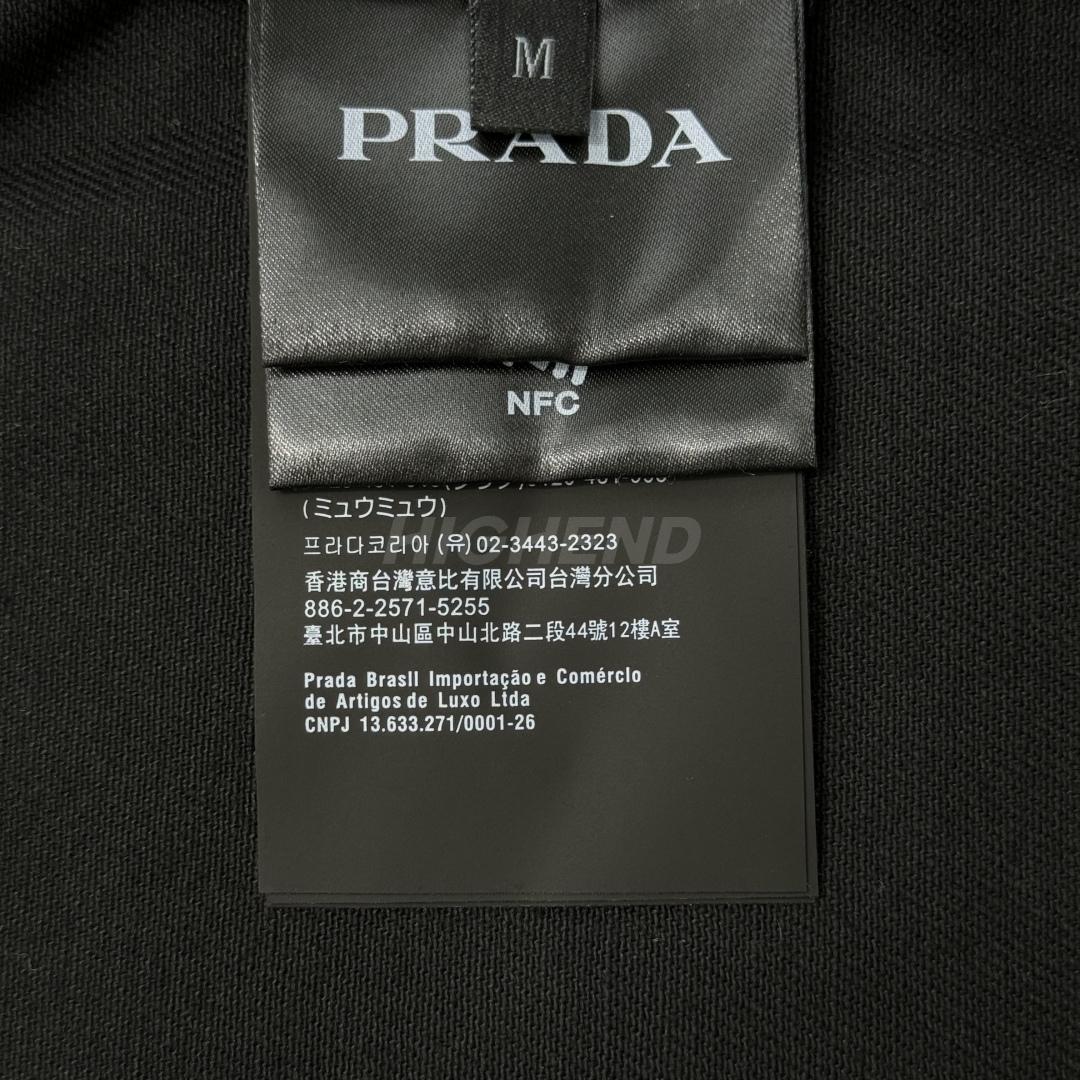 M
PRADA
NFC
(ミュウミュウ)
HIGHEND
프라다코리아 (유) 02-3443-2323
香港商台灣意比有限公司台灣分公司
886-2-2571-5255
臺北市中山區中山北路二段44號12樓A室
Prada Brasll Importação e Comérclo
de Artigos de Luxo Ltda
CNPJ 13.633.271/0001-26